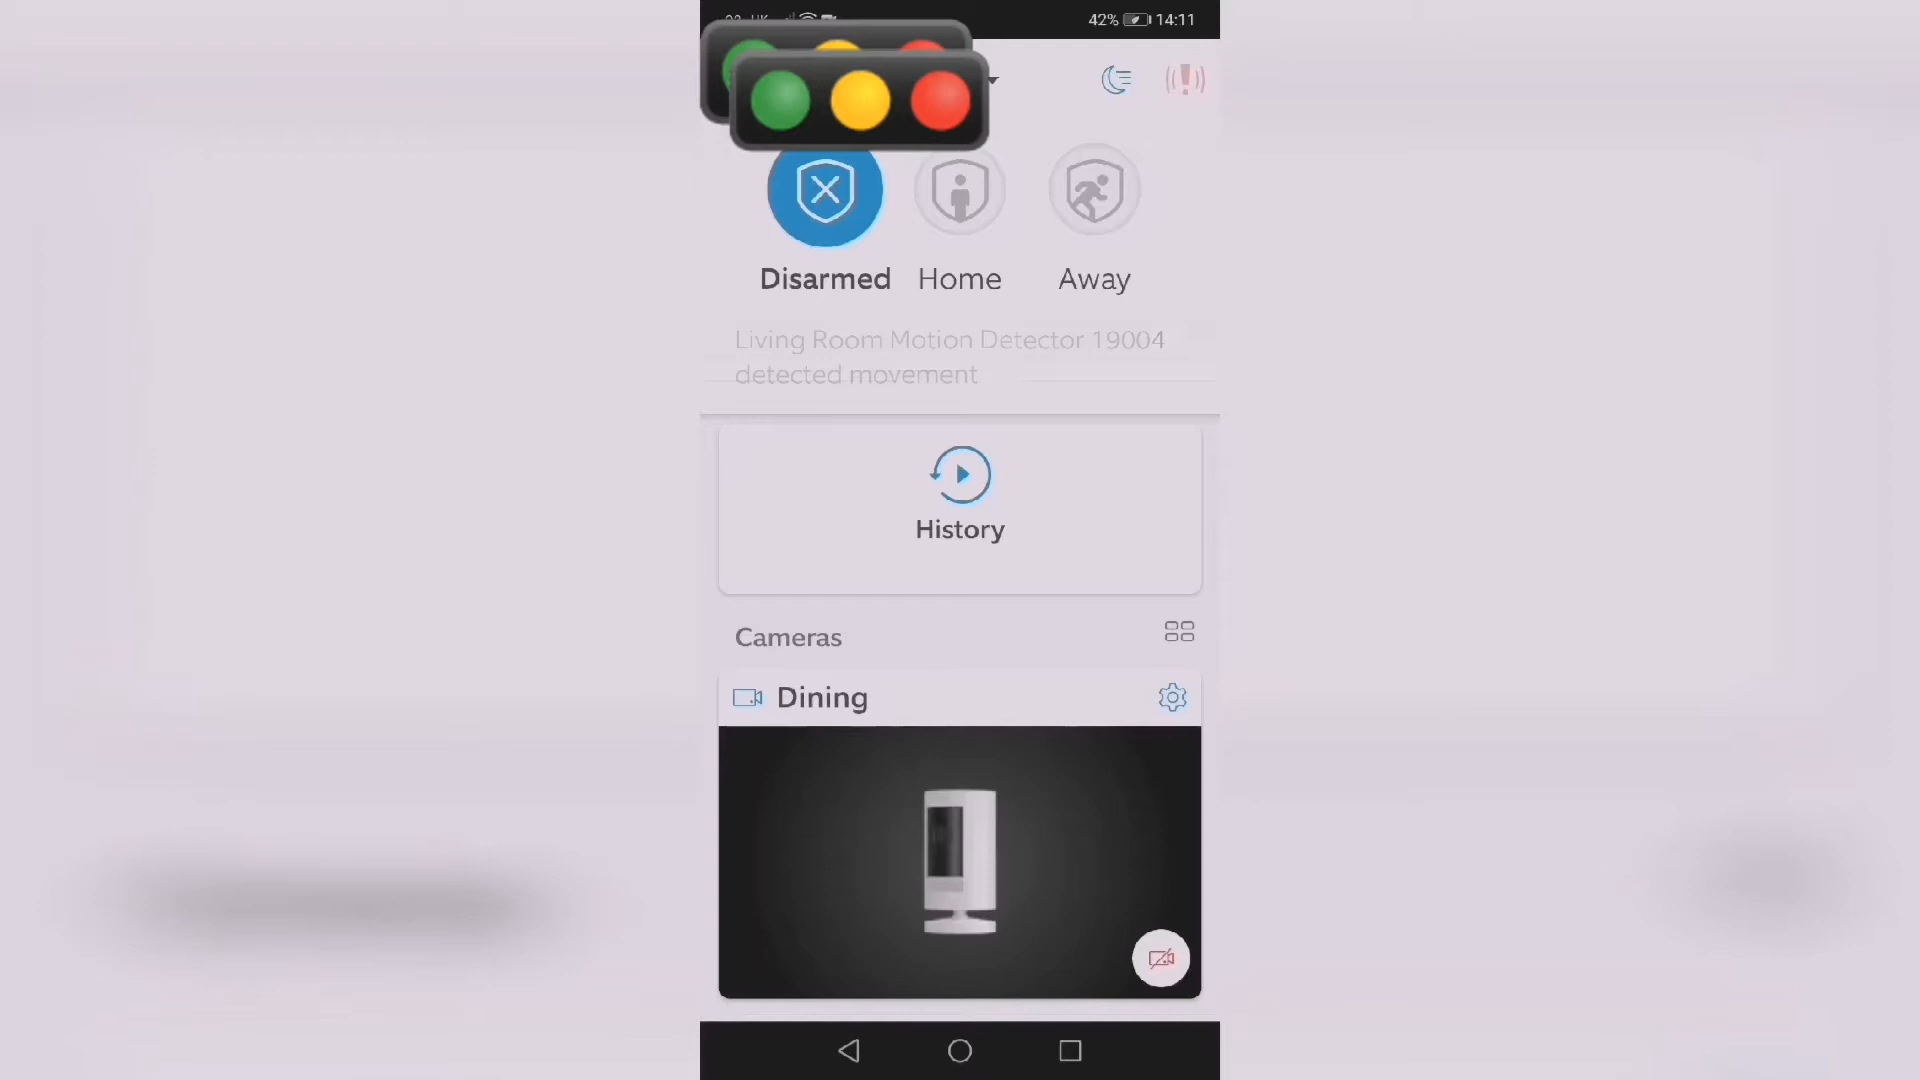 42% 14:11
Disarmed Home Away
Living Room Motion Detector 19004
detected movement
History
Cameras
Dining